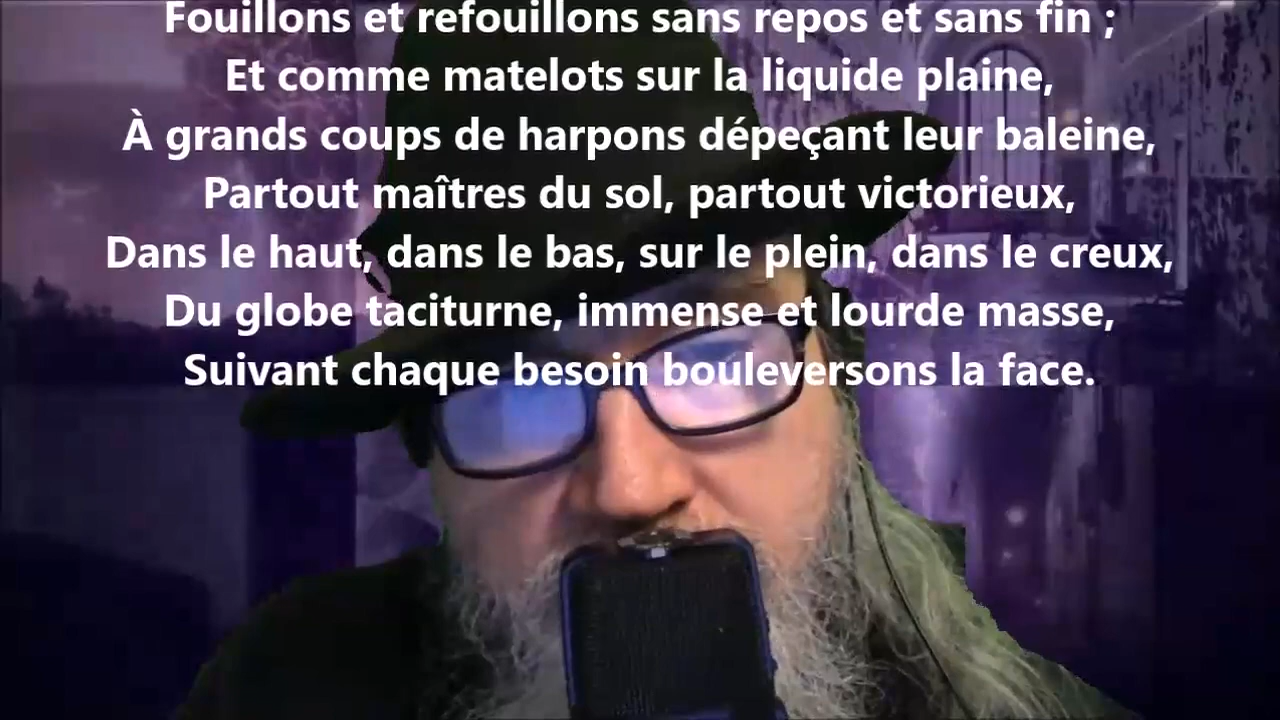 Fouillons et refouillons sans repos et sans fin ;
Et comme matelots sur la liquide plaine,
À grands coups de harpons dépeçant leur baleine,
Partout maîtres du sol, partout victorieux,
Dans le haut, dans le bas, sur le plein, dans le creux,
Du globe taciturne, immense et lourde masse,
Suivant chaque besoin bouleversons la face.